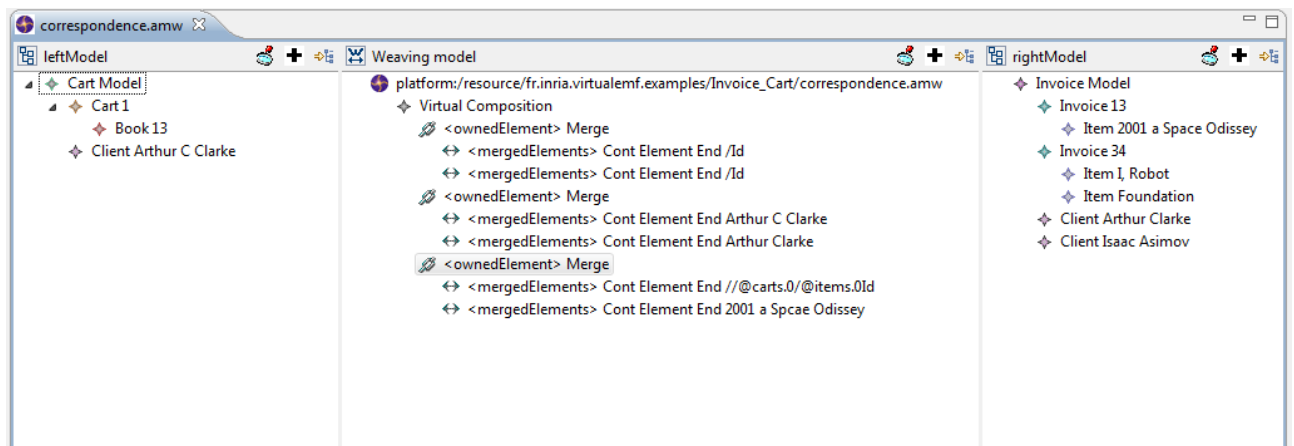 correspondence.amw
leftModel
Cart Model
Cart 1
Book 13
Client Arthur C Clarke
Weaving model
platform:/resource/fr.inria.virtualemf.examples/Invoice_Cart/correspondence.amw
Virtual Composition
<ownedElement> Merge
<mergedElements> Cont Element End /Id
<mergedElements> Cont Element End /Id
<ownedElement> Merge
<mergedElements> Cont Element End Arthur C Clarke
<mergedElements> Cont Element End Arthur Clarke
<ownedElement> Merge
<mergedElements> Cont Element End //@carts.0/@items.0Id
<mergedElements> Cont Element End 2001 a Spcae Odissey
rightModel
Invoice Model
Invoice 13
Item 2001 a Space Odissey
Invoice 34
Item I, Robot
Item Foundation
Client Arthur Clarke
Client Isaac Asimov